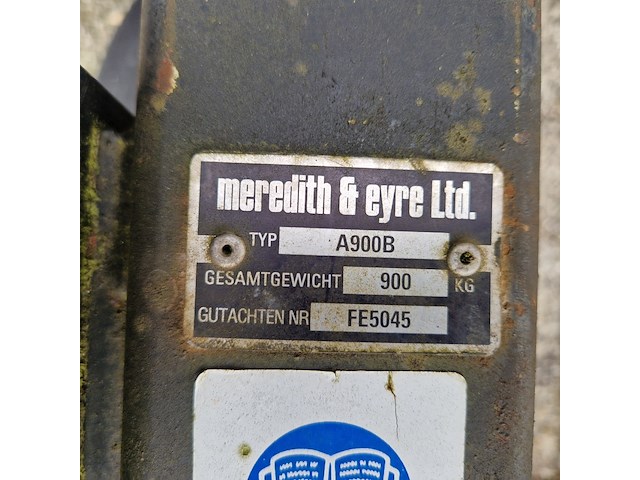 meredith & eyre Ltd.
TYP A900B
GESAMTGEWICHT 900 KG
GUTACHTEN NR FE5045